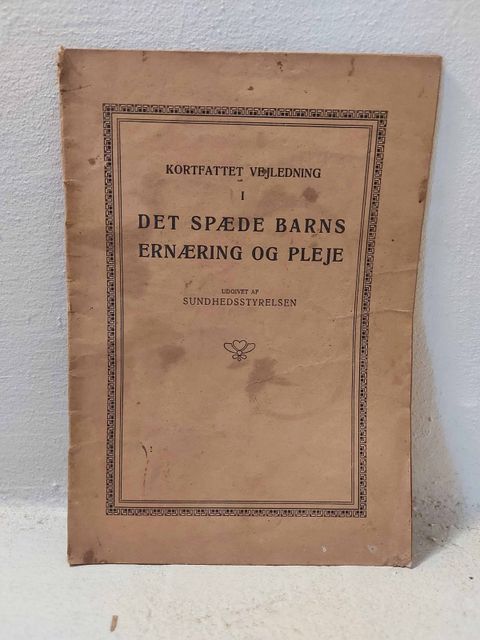 KORTFATTET VEJLEDNING
I
DET SPÆDE BARNS
ERNÆRING OG PLEJE
UDGIVET AF
SUNDHEDSSTYRELSEN